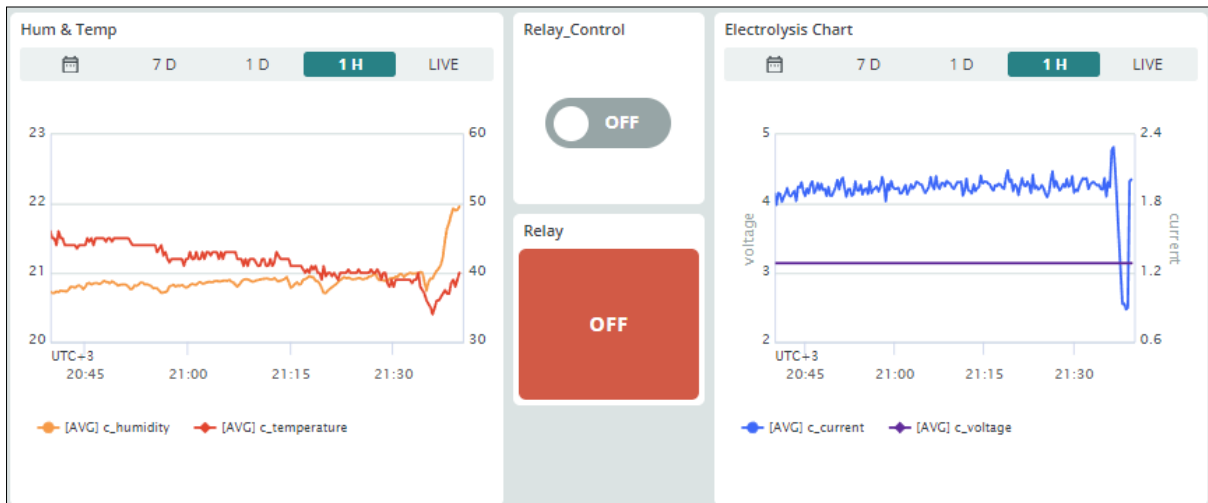 Hum & Temp
7 D 1 D 1 H LIVE
23 60
22 50
21 40
20 30
UTC+3
20:45 21:00 21:15 21:30
[AVG] c_humidity [AVG] c_temperature
Relay_Control
OFF
Relay
OFF
Electrolysis Chart
7 D 1 D 1 H LIVE
5 2.4
4 1.8
voltage current
3 1.2
2 0.6
UTC+3
20:45 21:00 21:15 21:30
[AVG] c_current [AVG] c_voltage